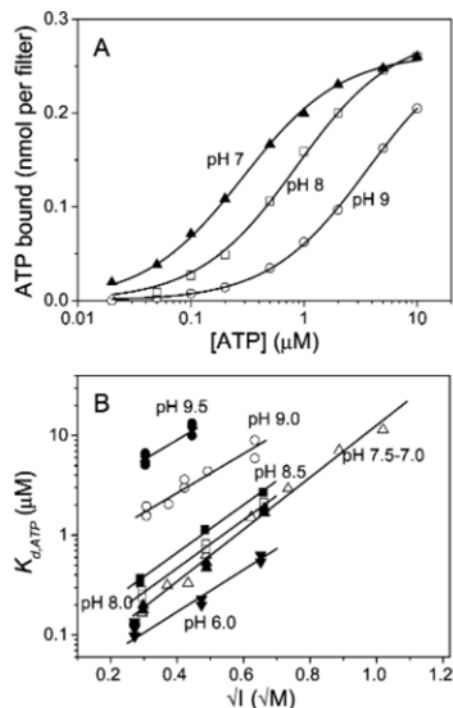 A
ATP bound (nmol per filter)
0.3
0.2
0.1
0.0
pH 7
pH 8
pH 9
0.01
0.1
1
10
[ATP] (μM)
B
K_d,ATP (μM)
10
1
0.1
pH 9.5
pH 9.0
pH 8.5
pH 7.5-7.0
pH 8.0
pH 6.0
0.2
0.4
0.6
0.8
1.0
1.2
√I (√M)